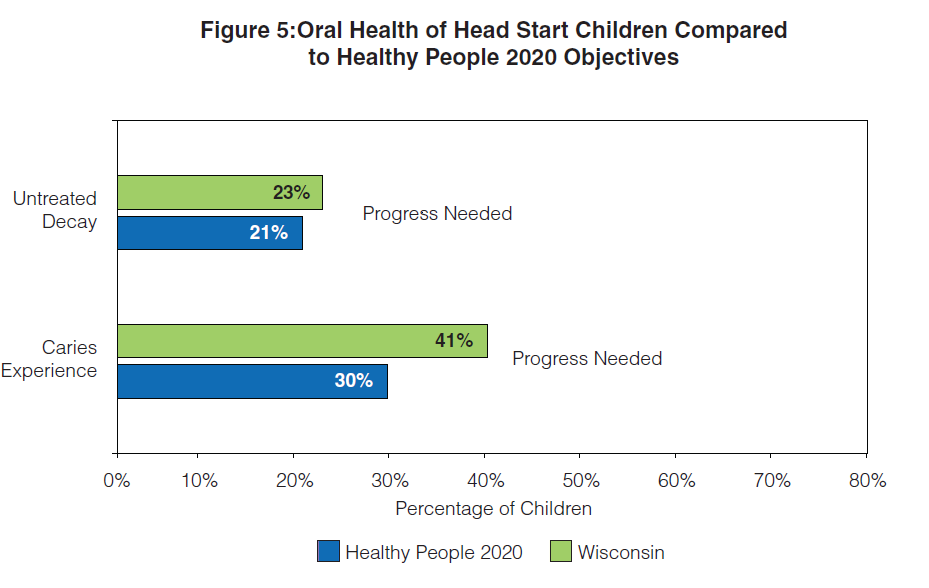 Figure 5:Oral Health of Head Start Children Compared
to Healthy People 2020 Objectives
Untreated
Decay
23%
21%
Progress Needed
Caries
Experience
41%
30%
Progress Needed
0% 10% 20% 30% 40% 50% 60% 70% 80%
Percentage of Children
Healthy People 2020 Wisconsin